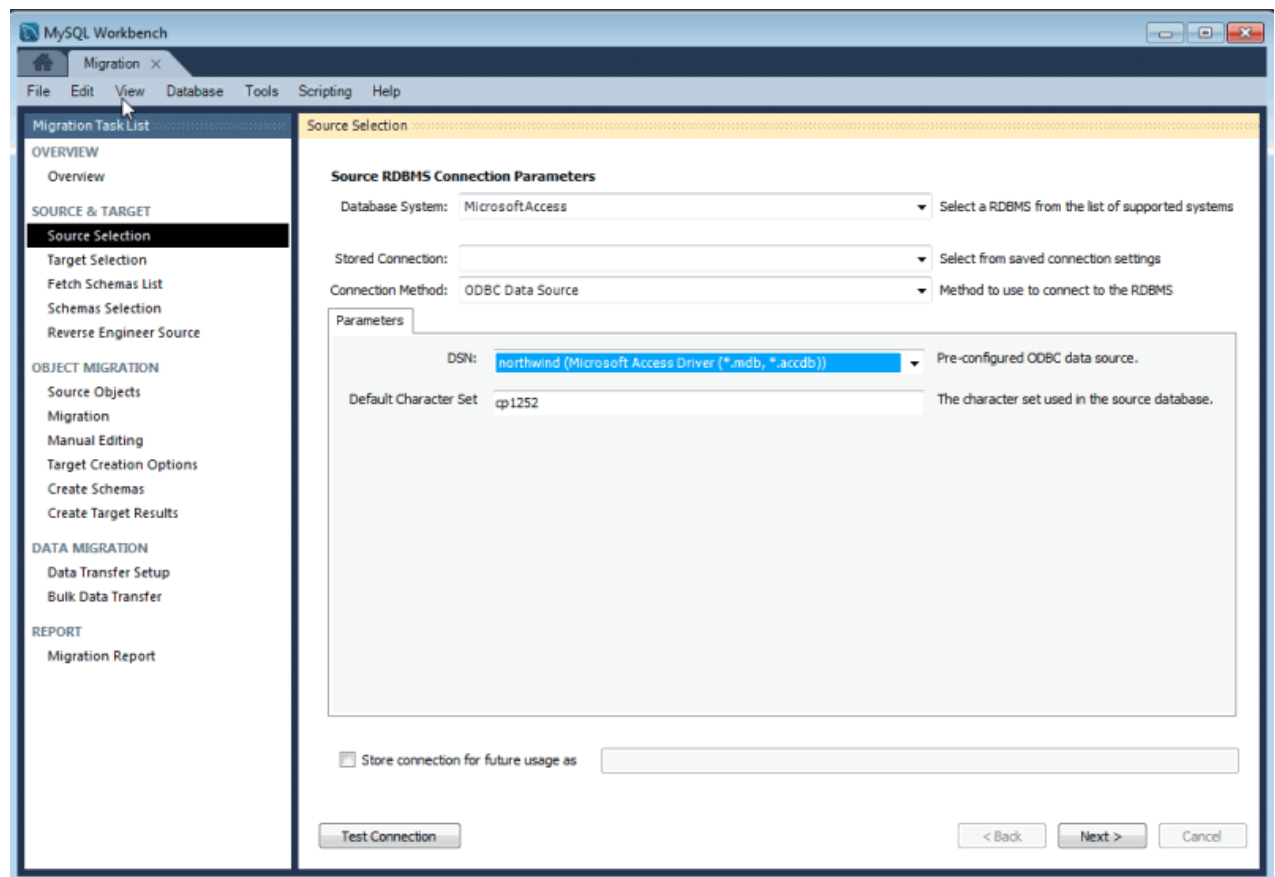 MySQL Workbench
Migration
File Edit View Database Tools Scripting Help
Migration Task List
OVERVIEW
Overview
SOURCE & TARGET
Source Selection
Target Selection
Fetch Schemas List
Schemas Selection
Reverse Engineer Source
OBJECT MIGRATION
Source Objects
Migration
Manual Editing
Target Creation Options
Create Schemas
Create Target Results
DATA MIGRATION
Data Transfer Setup
Bulk Data Transfer
REPORT
Migration Report
Source Selection
Source RDBMS Connection Parameters
Database System: MicrosoftAccess Select a RDBMS from the list of supported systems
Stored Connection: Select from saved connection settings
Connection Method: ODBC Data Source Method to use to connect to the RDBMS
Parameters
DSN: northwind (Microsoft Access Driver (*.mdb, *.accdb)) Pre-configured ODBC data source.
Default Character Set cp1252 The character set used in the source database.
Store connection for future usage as
Test Connection < Back Next > Cancel